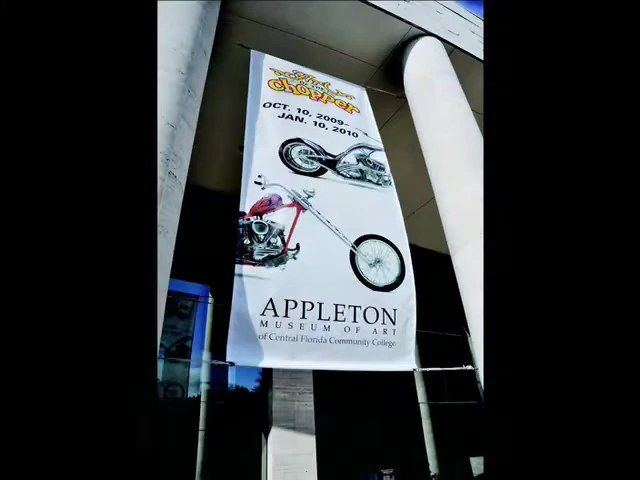 chopper
OCT. 10, 2009–
JAN. 10, 2010
APPLETON
MUSEUM OF ART
of Central Florida Community College